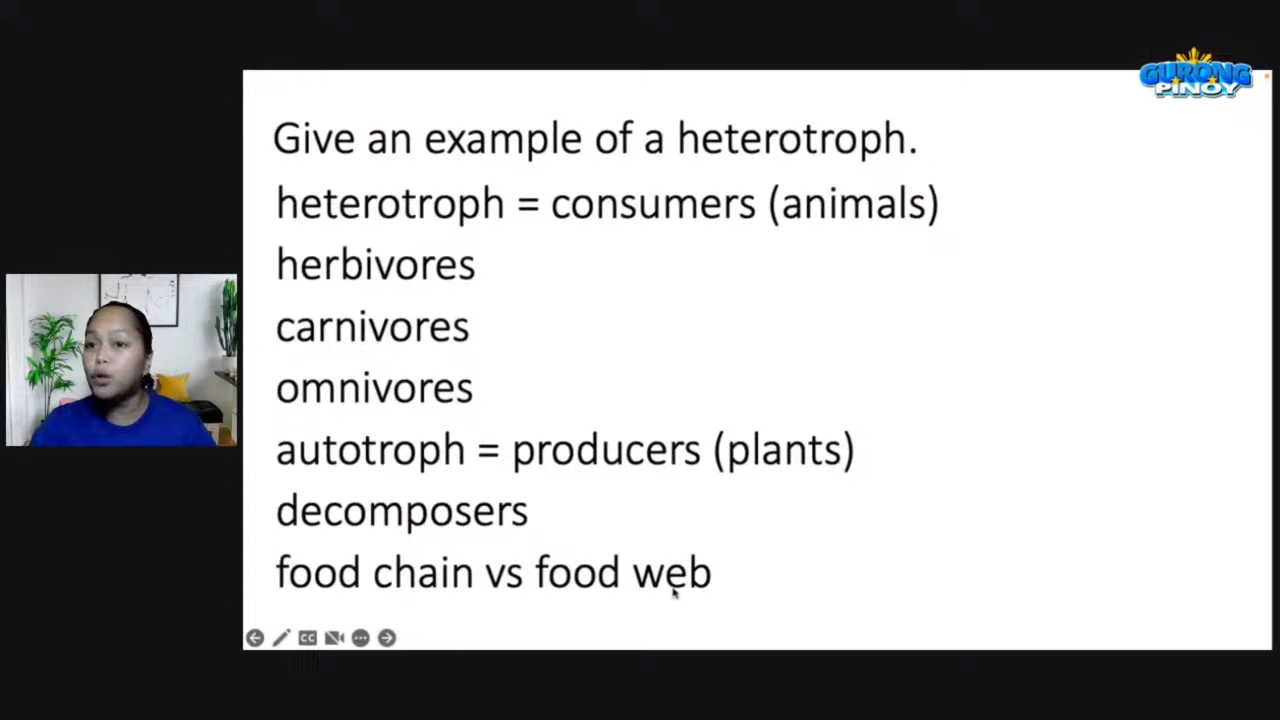 GURONG
PINOY
Give an example of a heterotroph.
heterotroph = consumers (animals)
herbivores
carnivores
omnivores
autotroph = producers (plants)
decomposers
food chain vs food web
CC